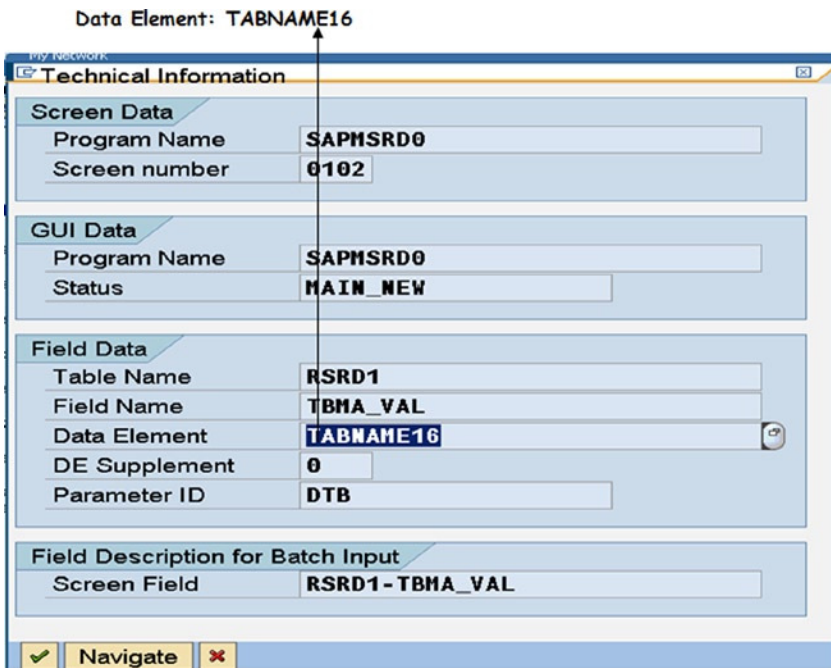 Data Element: TABNAME16
My Network
Technical Information
Screen Data
Program Name SAPMSRD0
Screen number 0102
GUI Data
Program Name SAPMSRD0
Status MAIN_NEW
Field Data
Table Name RSRD1
Field Name TBMA_VAL
Data Element TABNAME16
DE Supplement 0
Parameter ID DTB
Field Description for Batch Input
Screen Field RSRD1-TBMA_VAL
Navigate